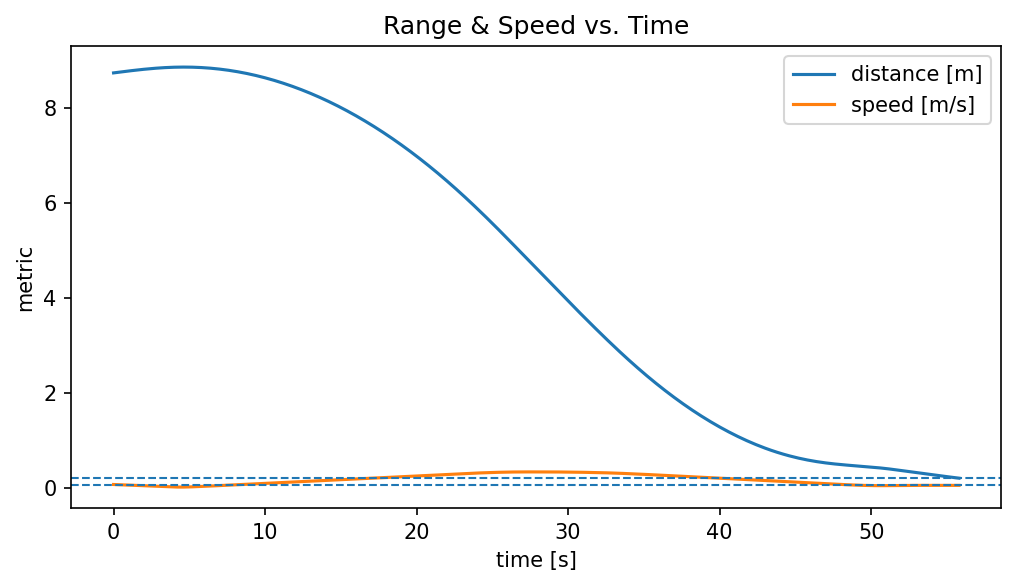 Range & Speed vs. Time
distance [m]
speed [m/s]
metric
8
6
4
2
0
0 10 20 30 40 50
time [s]